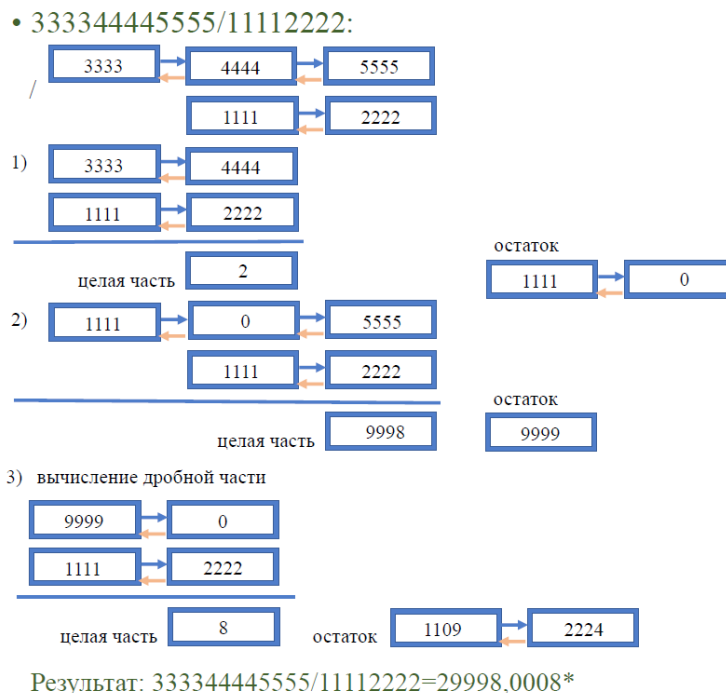 • 333344445555/11112222:
3333 4444 5555
/
1111 2222
1) 3333 4444
1111 2222
остаток
целая часть 2 1111 0
2) 1111 0 5555
1111 2222
остаток
целая часть 9998 9999
3) вычисление дробной части
9999 0
1111 2222
целая часть 8 остаток 1109 2224
Результат: 333344445555/11112222=29998,0008*